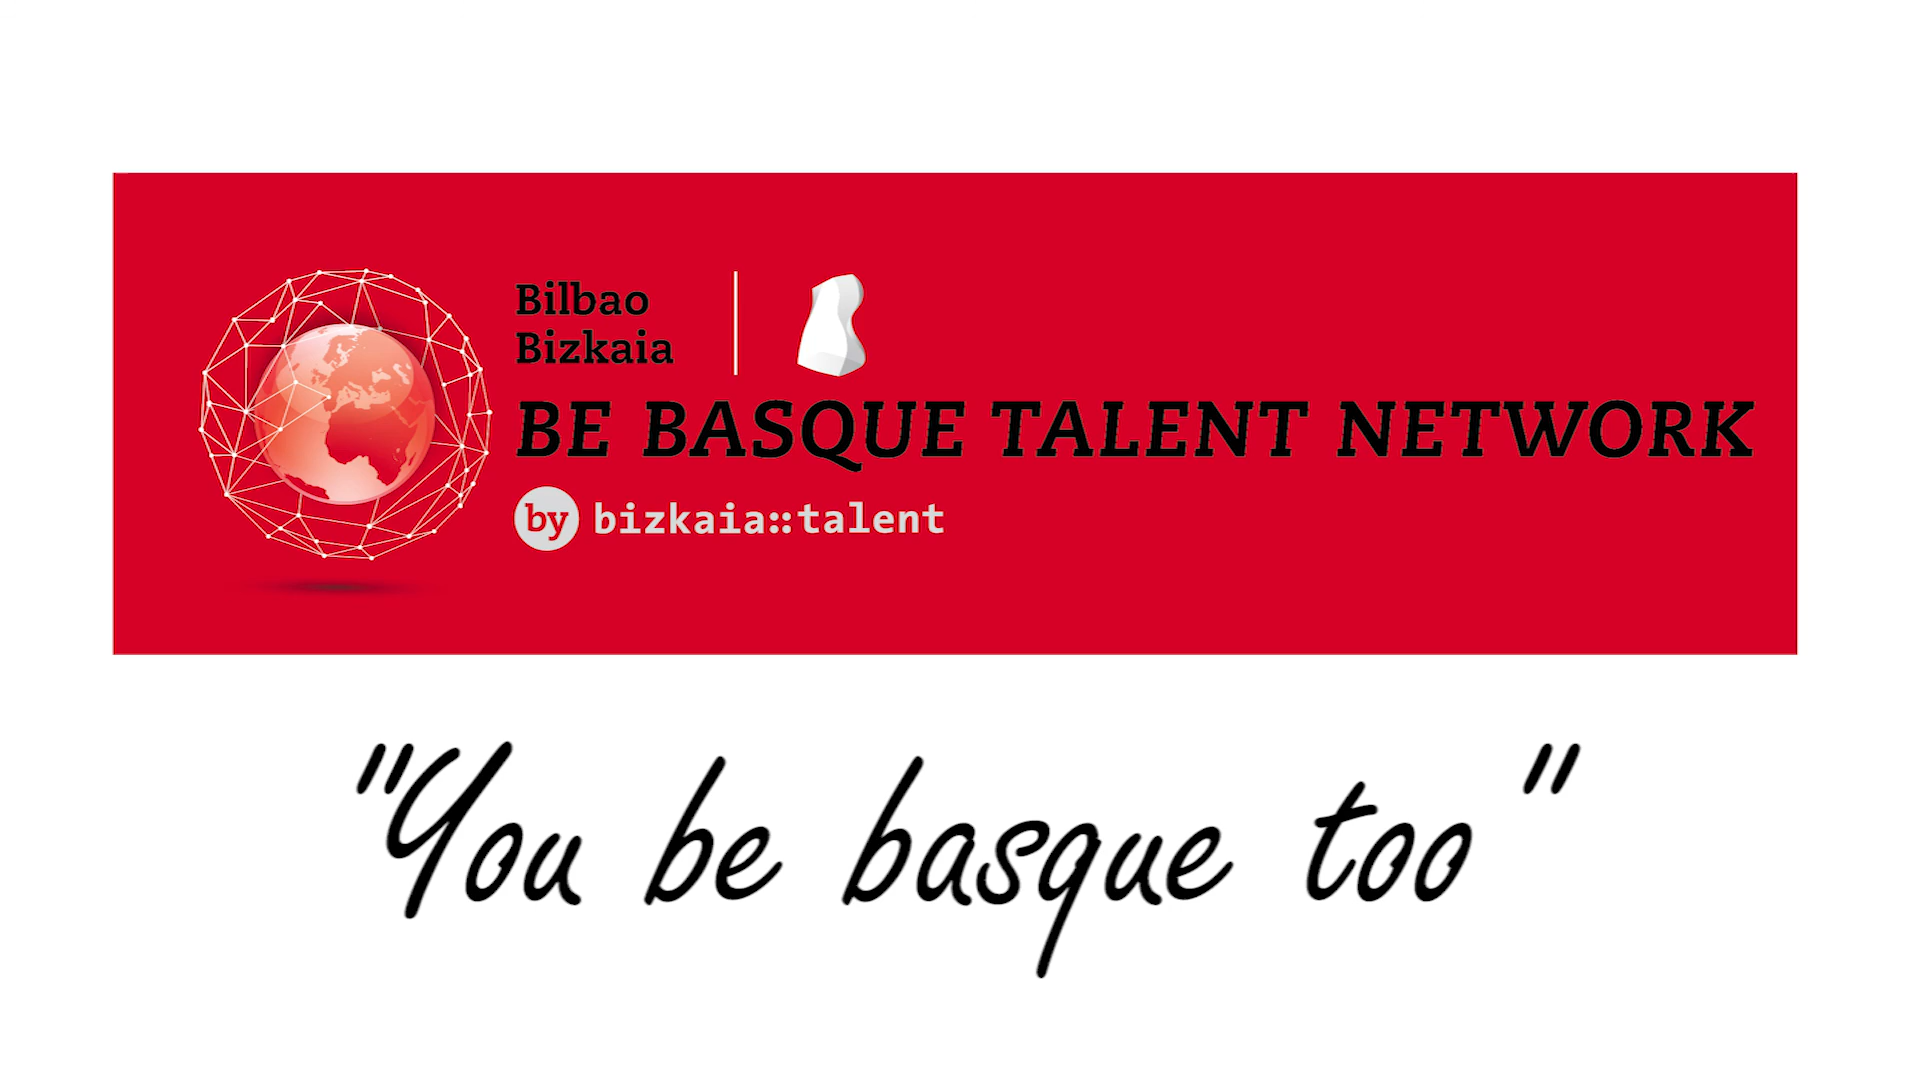 Bilbao
Bizkaia
BE BASQUE TALENT NETWORK
by bizkaia::talent
"You be basque too"